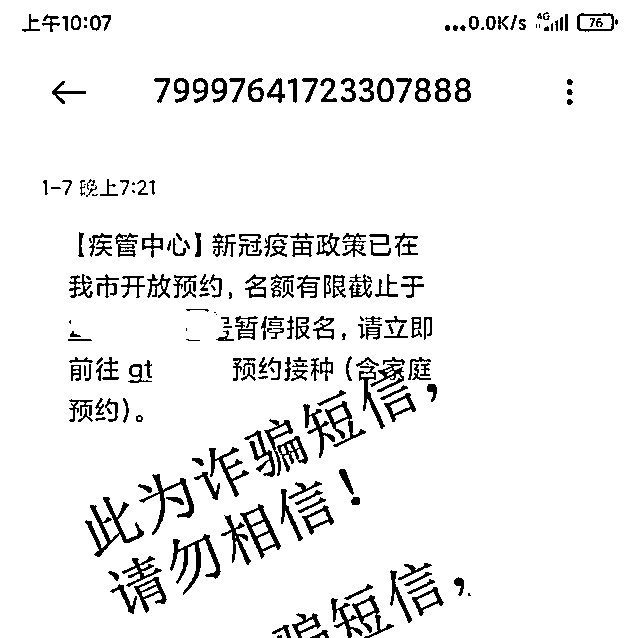 上午10:07
...0.0K/s 4G 76
79997641723307888
1-7 晚上7:21
【疾管中心】新冠疫苗政策已在
我市开放预约，名额有限截止于
号暂停报名，请立即
前往 gt 预约接种（含家庭
预约）。
此为诈骗短信，
请勿相信！
骗短信，